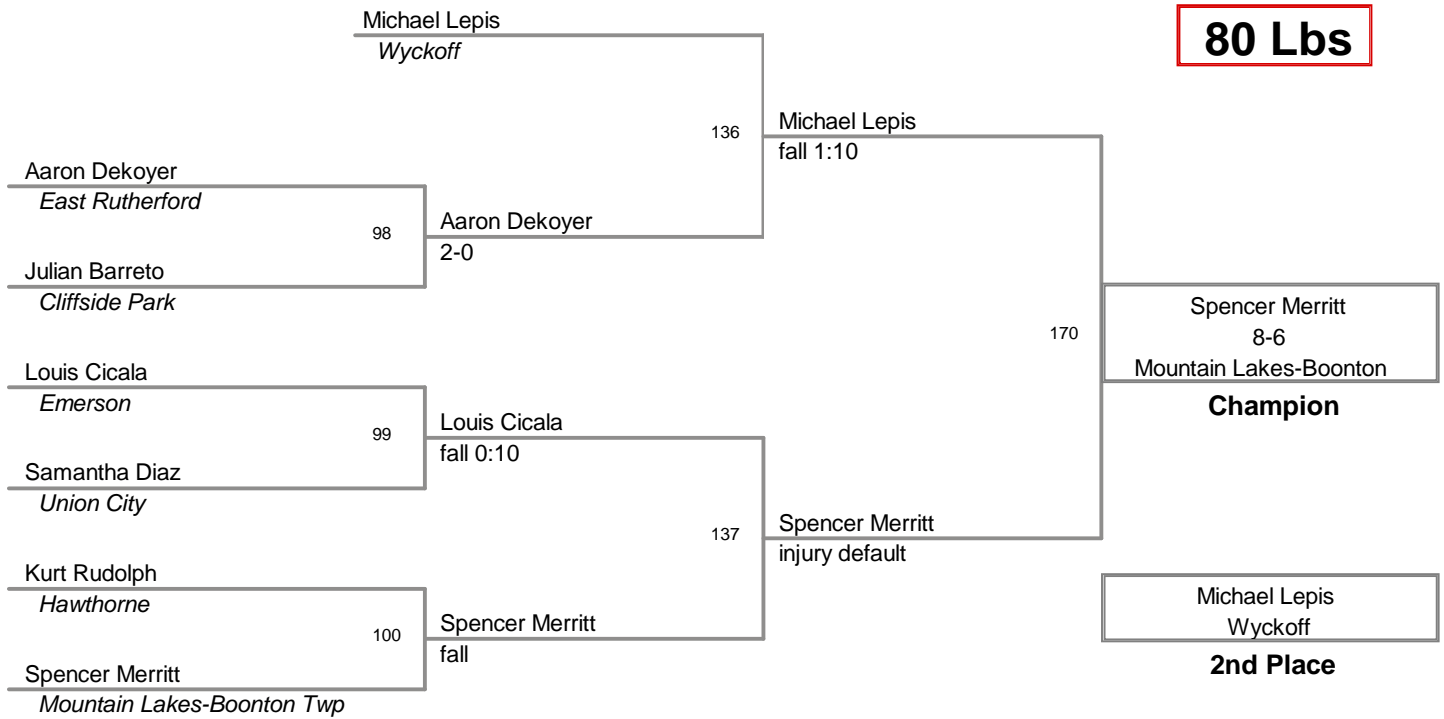 Michael Lepis
Wyckoff
80 Lbs
136
Michael Lepis
fall 1:10
Aaron Dekoyer
East Rutherford
98
Aaron Dekoyer
2-0
Julian Barreto
Cliffside Park
170
Spencer Merritt
8-6
Mountain Lakes-Boonton
Champion
Louis Cicala
Emerson
99
Louis Cicala
fall 0:10
Samantha Diaz
Union City
137
Spencer Merritt
injury default
Kurt Rudolph
Hawthorne
100
Spencer Merritt
fall
Spencer Merritt
Mountain Lakes-Boonton Twp
Michael Lepis
Wyckoff
2nd Place